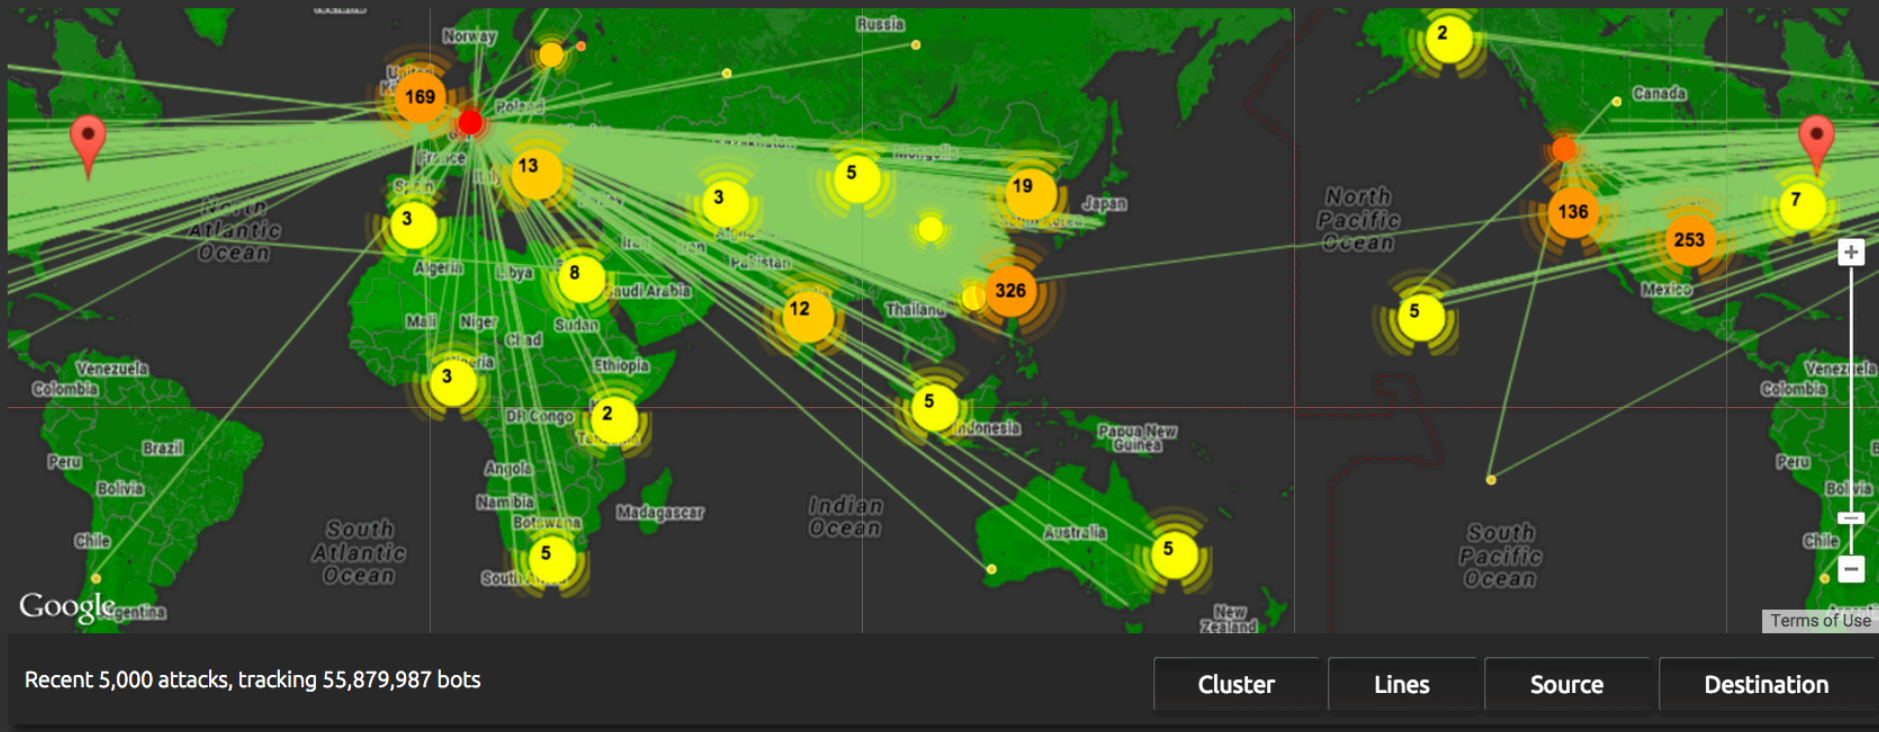 Iceland
Norway
Russia
2
169
Poland
Canada
France
13
Mongolia
Spain
Italy
3
5
19
Japan
South Korea
North
Pacific
Ocean
136
7
North
Atlantic
Ocean
3
253
Iran
Pakistan
Algeria
Libya
8
Saudi Arabia
326
Mexico
12
Thailand
5
Mali
Niger
Chad
Sudan
Ethiopia
Venezuela
Colombia
3
5
Venezuela
Colombia
DR Congo
2
Indonesia
Papua New
Guinea
Brazil
Peru
Bolivia
Angola
Namibia
Botswana
Madagascar
Indian
Ocean
Australia
Peru
Bolivia
South
Atlantic
Ocean
Chile
5
5
South
Pacific
Ocean
Chile
Google
Argentina
New
Zealand
Terms of Use
Recent 5,000 attacks, tracking 55,879,987 bots
Cluster
Lines
Source
Destination